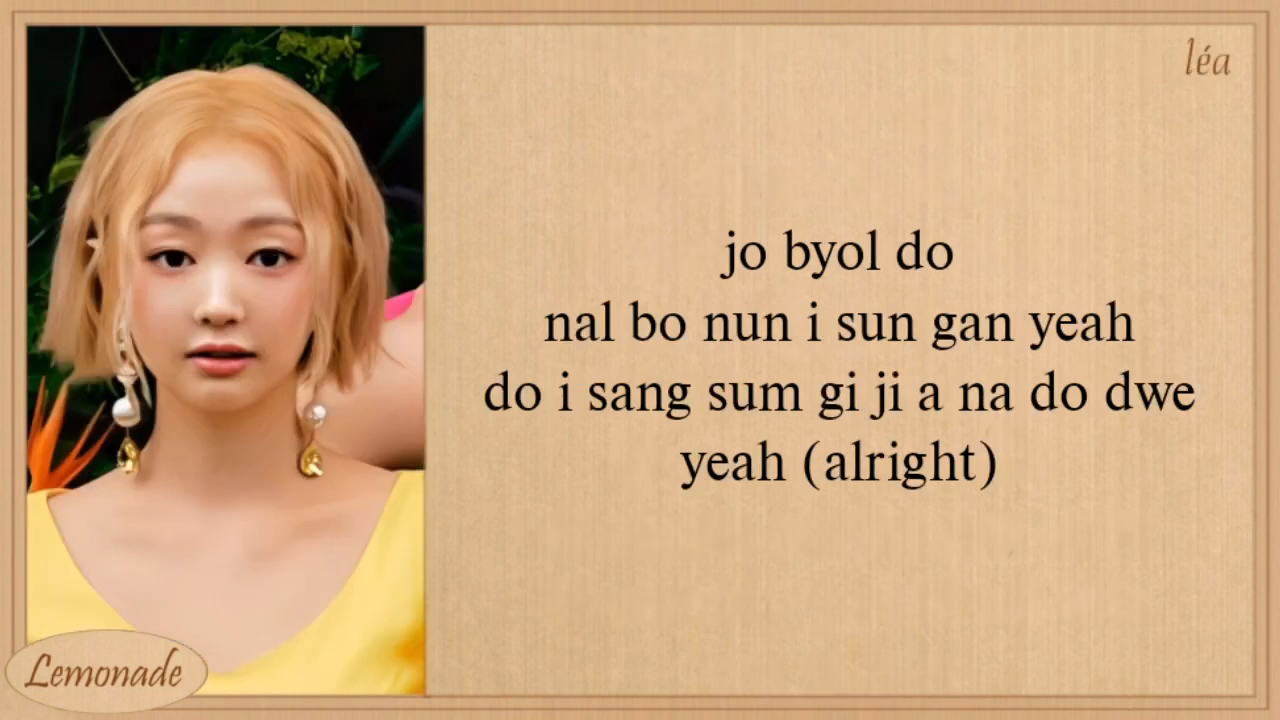 léa
jo byol do
nal bo nun i sun gan yeah
do i sang sum gi ji a na do dwe
yeah (alright)
Lemonade